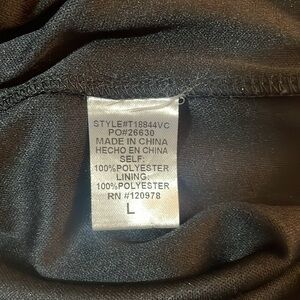 STYLE#T18844VC
PO#26630
MADE IN CHINA
HECHO EN CHINA
SELF:
100%POLYESTER
LINING:
100%POLYESTER
RN #120978
L